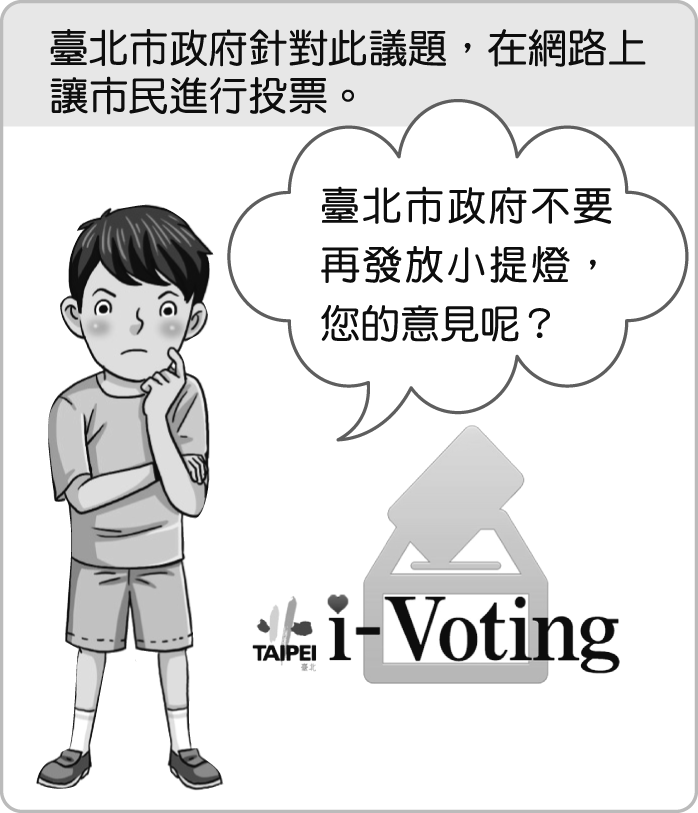 臺北市政府針對此議題，在網路上
讓市民進行投票。
臺北市政府不要
再發放小提燈，
您的意見呢？
TAIPEI
臺北
i-Voting